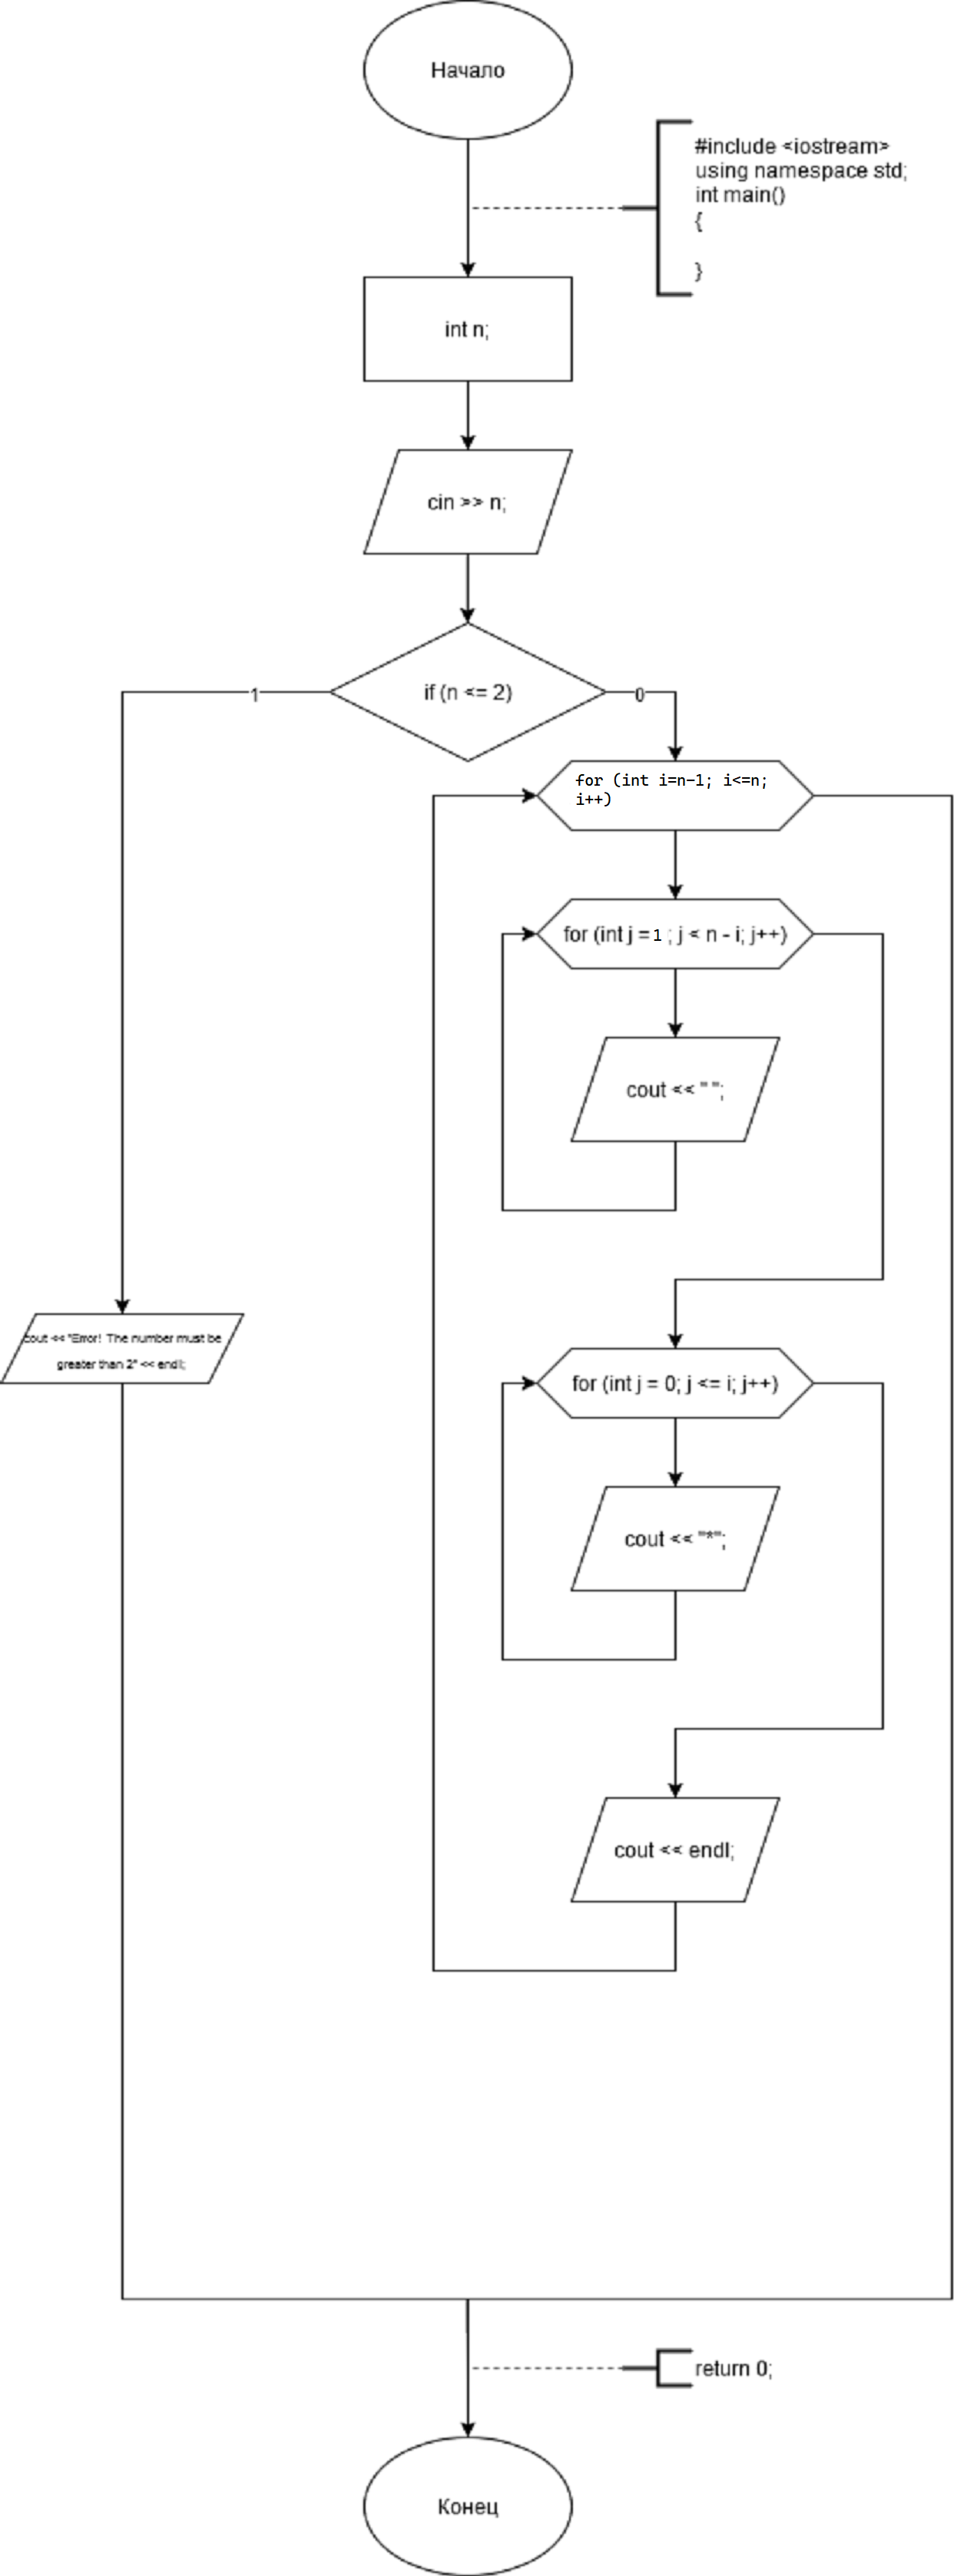 Начало
#include <iostream>
using namespace std;
int main()
{
}
int n;
cin >> n;
if (n <= 2)
1
0
for (int i=n-1; i<=n;
i++)
for (int j = 1 ; j < n - i; j++)
cout << " ";
cout << "Error! The number must be
greater than 2" << endl;
for (int j = 0; j <= i; j++)
cout << "*";
cout << endl;
return 0;
Конец